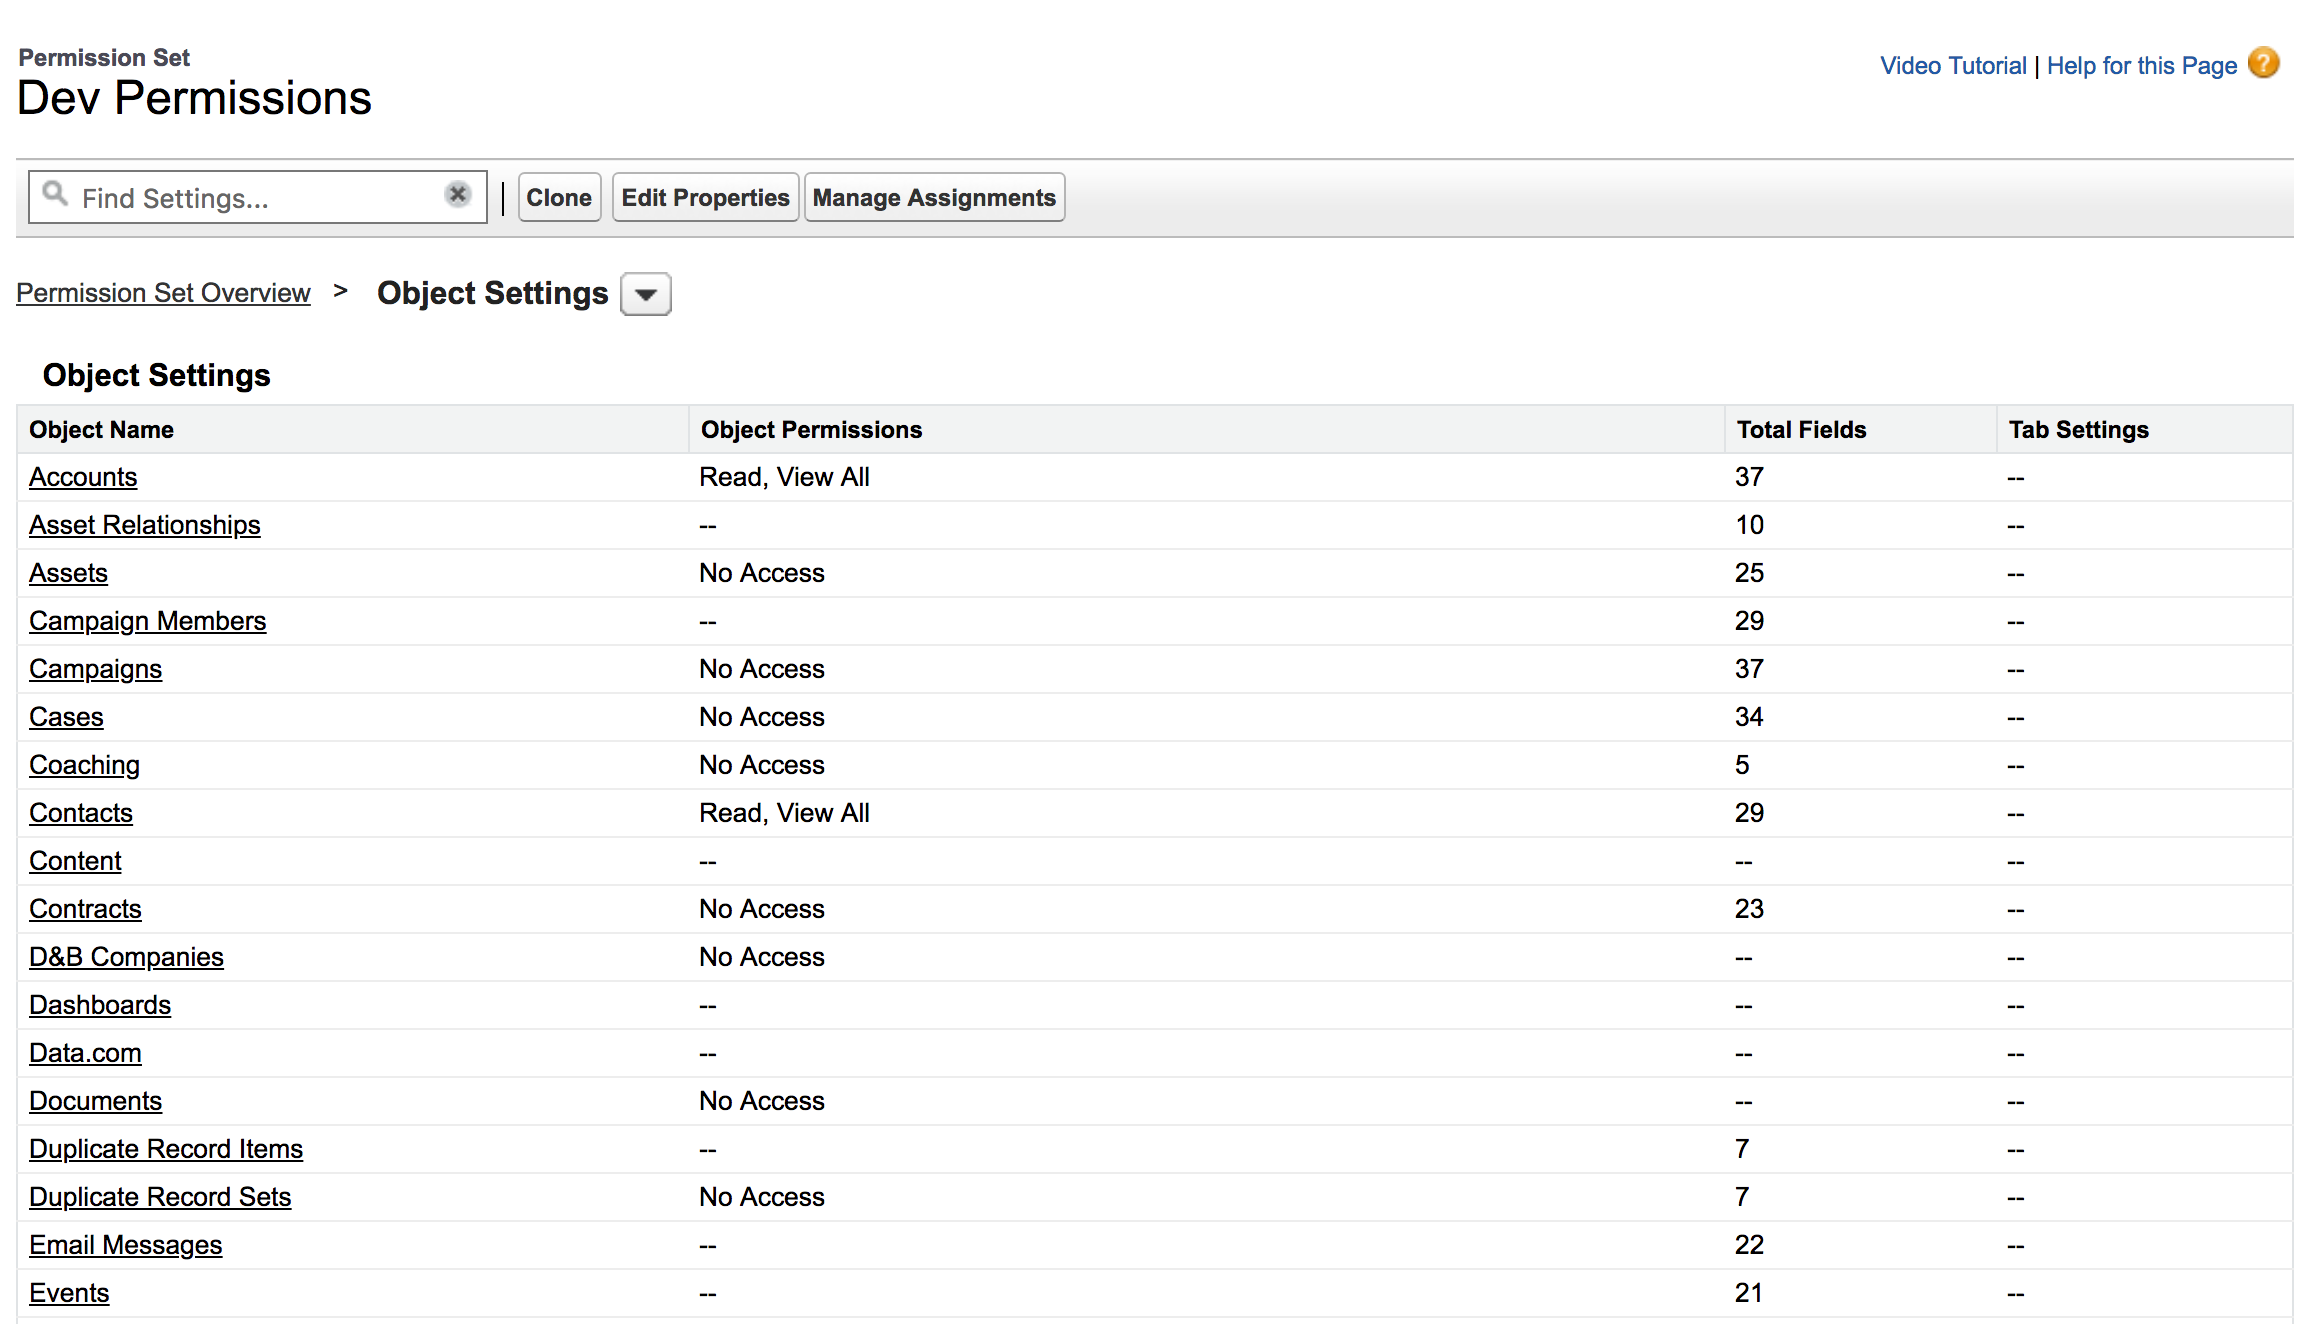 Permission Set
Dev Permissions
Video Tutorial | Help for this Page ?
Find Settings... | Clone Edit Properties Manage Assignments
Permission Set Overview > Object Settings
Object Settings
Object Name Object Permissions Total Fields Tab Settings
Accounts Read, View All 37 --
Asset Relationships -- 10 --
Assets No Access 25 --
Campaign Members -- 29 --
Campaigns No Access 37 --
Cases No Access 34 --
Coaching No Access 5 --
Contacts Read, View All 29 --
Content -- -- --
Contracts No Access 23 --
D&B Companies No Access -- --
Dashboards -- -- --
Data.com -- -- --
Documents No Access -- --
Duplicate Record Items -- 7 --
Duplicate Record Sets No Access 7 --
Email Messages -- 22 --
Events -- 21 --